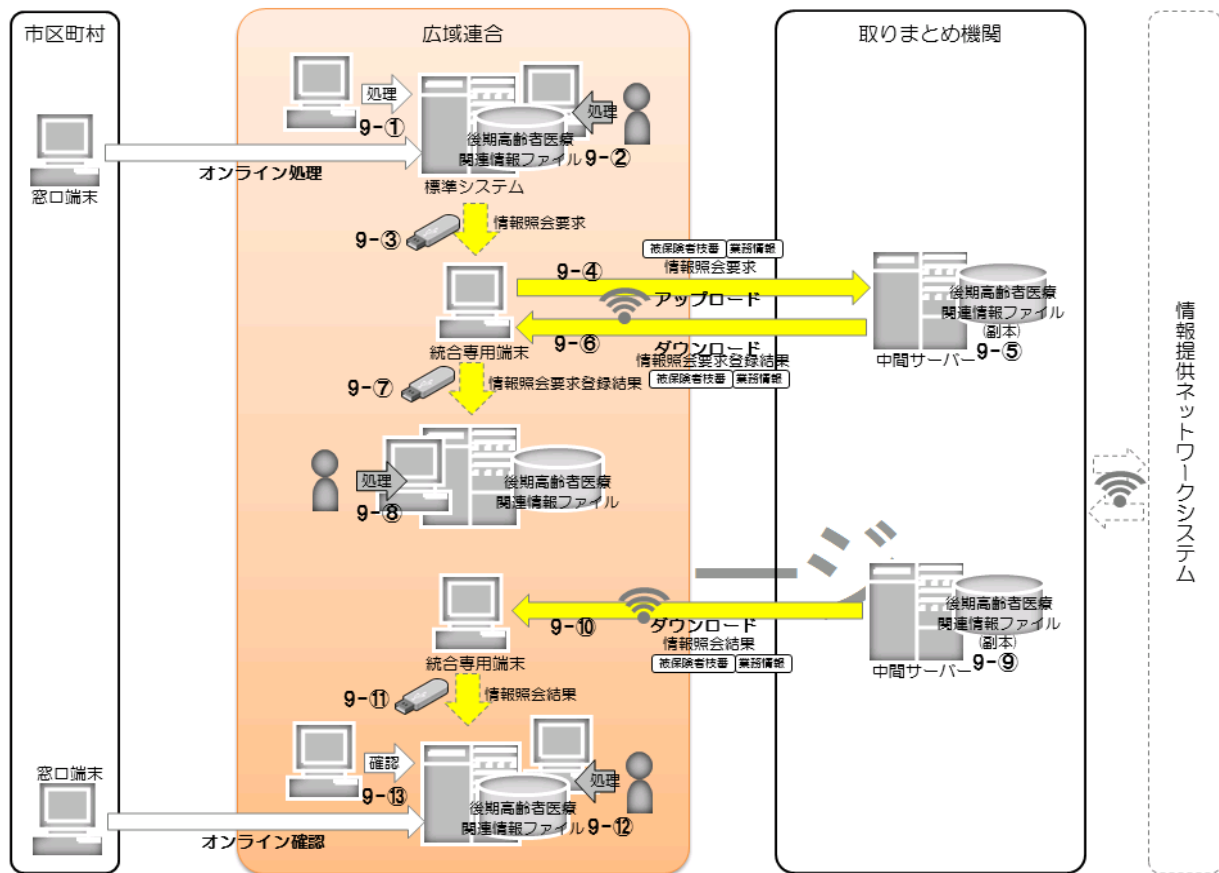 市区町村
広域連合
取りまとめ機関
処理
9-①
処理
後期高齢者医療
関連情報ファイル
9-②
オンライン処理
窓口端末
標準システム
9-③
情報照会要求
被保険者枝番
業務情報
9-④
情報照会要求
アップロード
後期高齢者医療
関連情報ファイル
(副本)
9-⑤
中間サーバー
統合専用端末
9-⑥
ダウンロード
情報照会要求登録結果
被保険者枝番
業務情報
9-⑦
情報照会要求登録結果
処理
9-⑧
後期高齢者医療
関連情報ファイル
情報提供ネットワークシステム
後期高齢者医療
関連情報ファイル
(副本)
9-⑨
中間サーバー
9-⑩
ダウンロード
情報照会結果
被保険者枝番
業務情報
統合専用端末
9-⑪
情報照会結果
確認
9-⑬
処理
後期高齢者医療
関連情報ファイル
9-⑫
窓口端末
オンライン確認